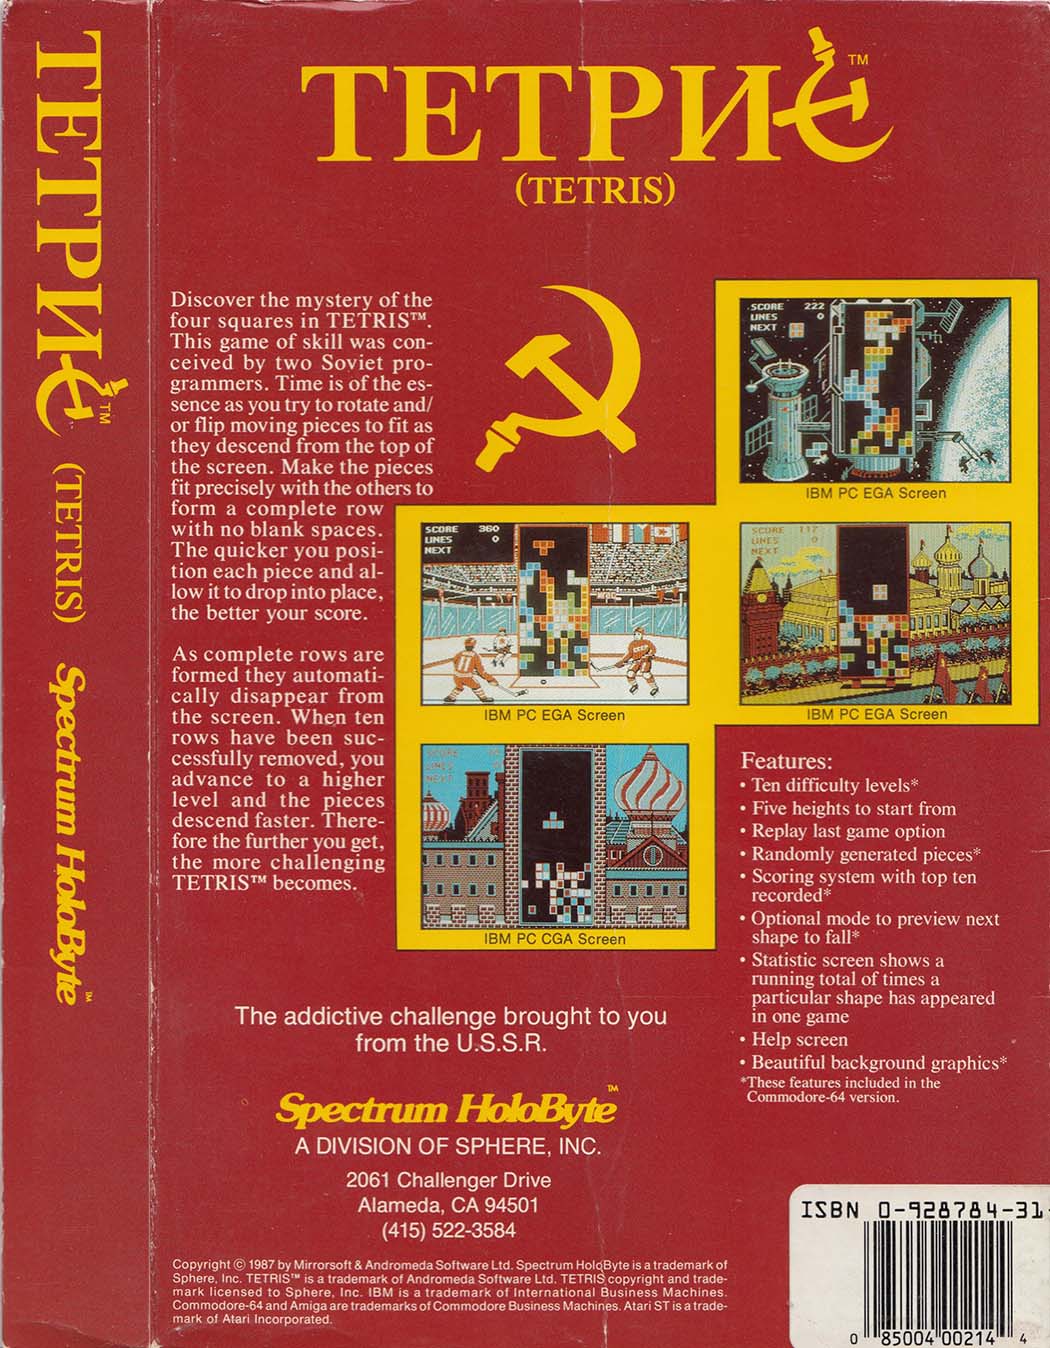 ТЕТРИС™
(TETRIS)
Spectrum HoloByte™
ТЕТРИС™
(TETRIS)
Discover the mystery of the
four squares in TETRIS™.
This game of skill was con-
ceived by two Soviet pro-
grammers. Time is of the es-
sence as you try to rotate and/
or flip moving pieces to fit as
they descend from the top of
the screen. Make the pieces
fit precisely with the others to
form a complete row
with no blank spaces.
The quicker you posi-
tion each piece and al-
low it to drop into place,
the better your score.
As complete rows are
formed they automati-
cally disappear from
the screen. When ten
rows have been suc-
cessfully removed, you
advance to a higher
level and the pieces
descend faster. There-
fore the further you get,
the more challenging
TETRIS™ becomes.
SCORE 222
LINES 0
NEXT
IBM PC EGA Screen
SCORE 360
LINES 0
NEXT
IBM PC EGA Screen
SCORE 112
LINES 0
NEXT
IBM PC EGA Screen
SCORE
LINES
NEXT
IBM PC CGA Screen
Features:
• Ten difficulty levels*
• Five heights to start from
• Replay last game option
• Randomly generated pieces*
• Scoring system with top ten
recorded*
• Optional mode to preview next
shape to fall*
• Statistic screen shows a
running total of times a
particular shape has appeared
in one game
• Help screen
• Beautiful background graphics*
*These features included in the
Commodore-64 version.
The addictive challenge brought to you
from the U.S.S.R.
Spectrum HoloByte™
A DIVISION OF SPHERE, INC.
2061 Challenger Drive
Alameda, CA 94501
(415) 522-3584
Copyright © 1987 by Mirrorsoft & Andromeda Software Ltd. Spectrum HoloByte is a trademark of
Sphere, Inc. TETRIS™ is a trademark of Andromeda Software Ltd. TETRIS copyright and trade-
mark licensed to Sphere, Inc. IBM is a trademark of International Business Machines.
Commodore-64 and Amiga are trademarks of Commodore Business Machines. Atari ST is a trade-
mark of Atari Incorporated.
ISBN 0-928784-31-
0 85004 00214 4